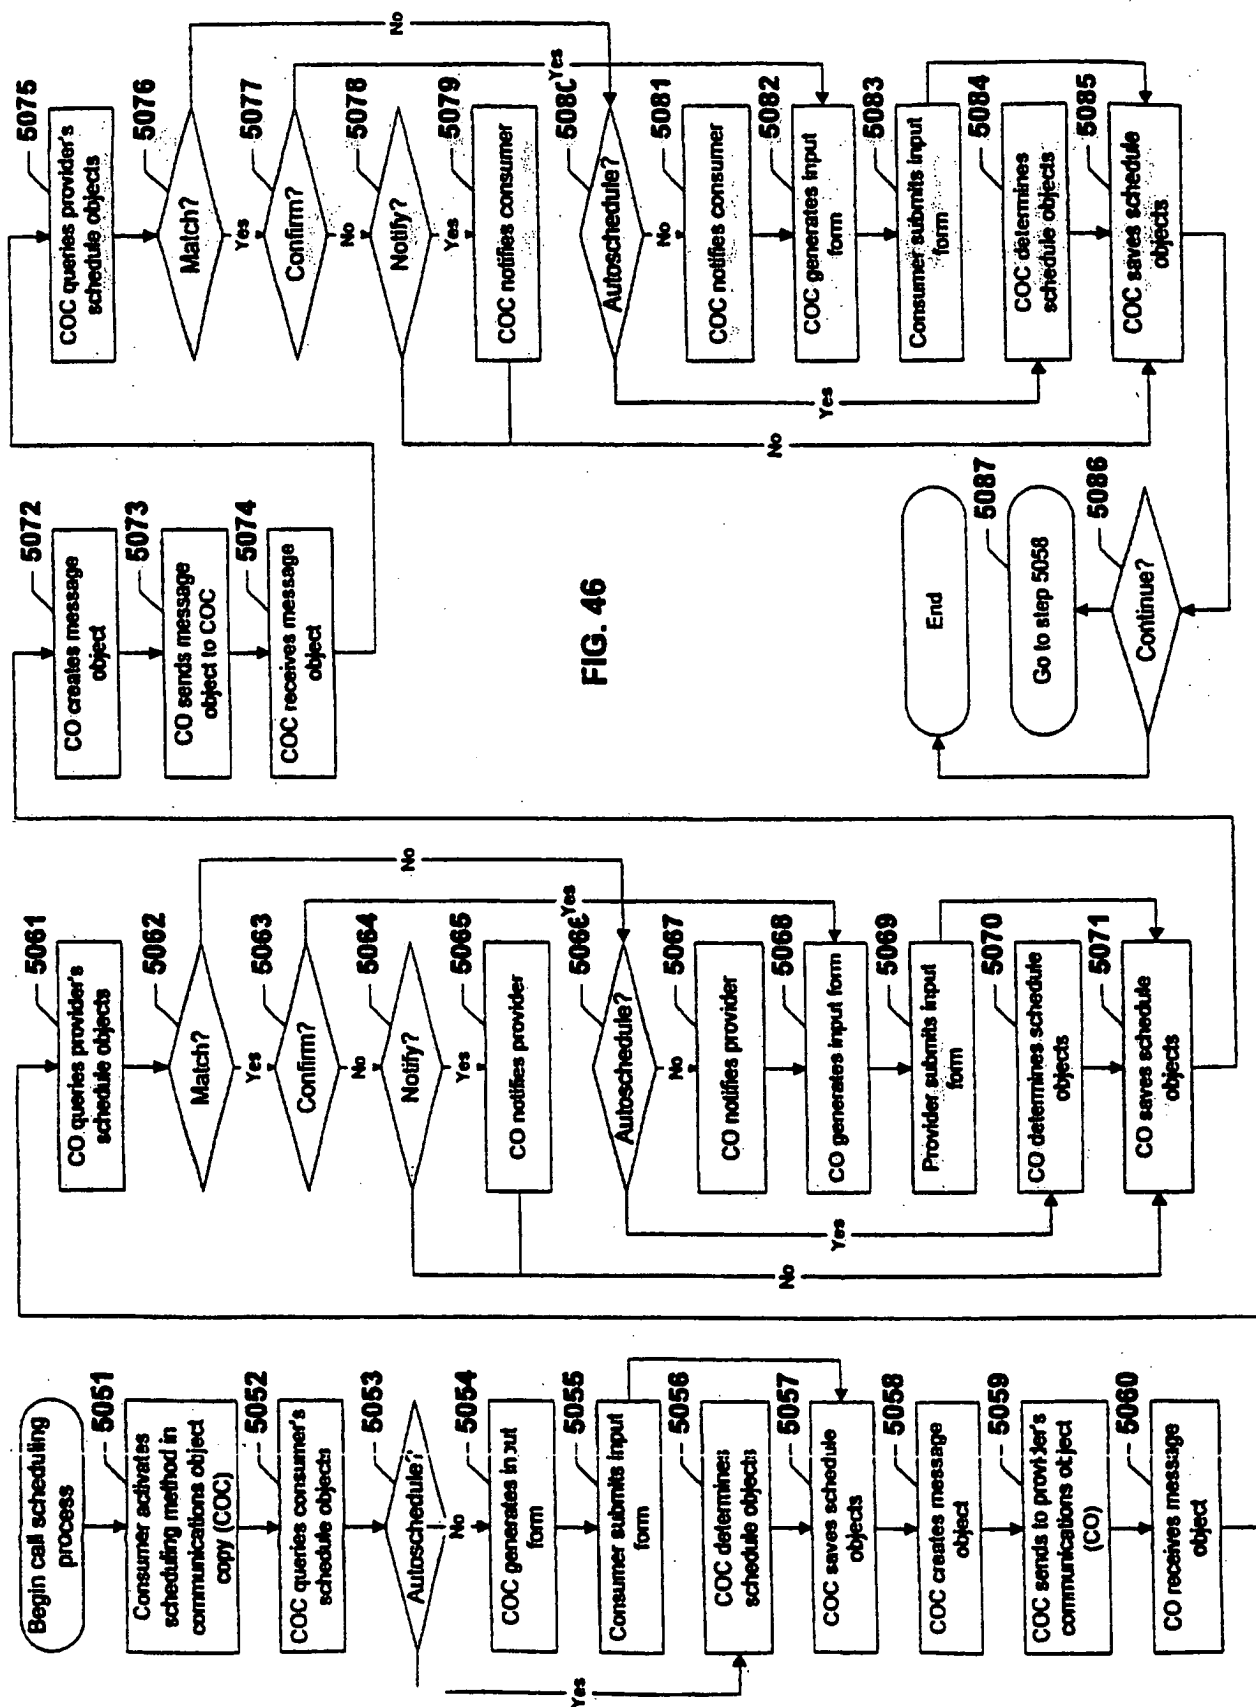 Begin call scheduling
process
5051
Consumer activates
scheduling method in
communications object
copy (COC)
5052
COC queries consumer's
schedule objects
5053
Autoschedule?
No
Yes
5054
COC generates input
form
5055
Consumer submits input
form
5056
COC determines
schedule objects
5057
COC saves schedule
objects
5058
COC creates message
object
5059
COC sends to provider's
communications object
(CO)
5060
CO receives message
object
5061
CO queries provider's
schedule objects
5062
Match?
No
Yes
5063
Confirm?
Yes
No
5064
Notify?
Yes
No
5065
CO notifies provider
5066
Autoschedule?
No
Yes
5067
CO notifies provider
5068
CO generates input form
5069
Provider submits input
form
5070
CO determines schedule
objects
5071
CO saves schedule
objects
5072
CO creates message
object
5073
CO sends message
object to COC
5074
COC receives message
object
5075
COC queries provider's
schedule objects
5076
Match?
No
Yes
5077
Confirm?
Yes
No
5078
Notify?
Yes
No
5079
COC notifies consumer
5080
Autoschedule?
No
Yes
5081
COC notifies consumer
5082
COC generates input
form
5083
Consumer submits input
form
5084
COC determines
schedule objects
5085
COC saves schedule
objects
5086
Continue?
5087
Go to step 5058
End
FIG. 46